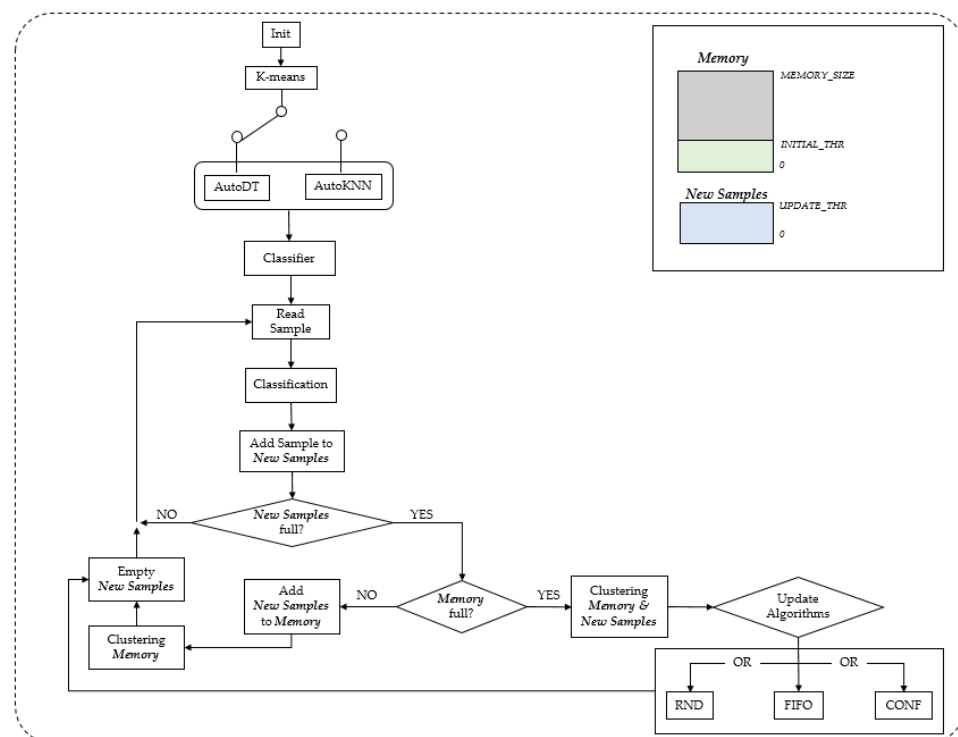 Init
K-means
AutoDT
AutoKNN
Classifier
Read
Sample
Classification
Add Sample to
New Samples
New Samples
full?
NO
YES
Memory
full?
NO
YES
Add
New Samples
to Memory
Clustering
Memory
Empty
New Samples
Clustering
Memory &
New Samples
Update
Algorithms
OR
OR
RND
FIFO
CONF
Memory
MEMORY_SIZE
INITIAL_THR
0
New Samples
UPDATE_THR
0